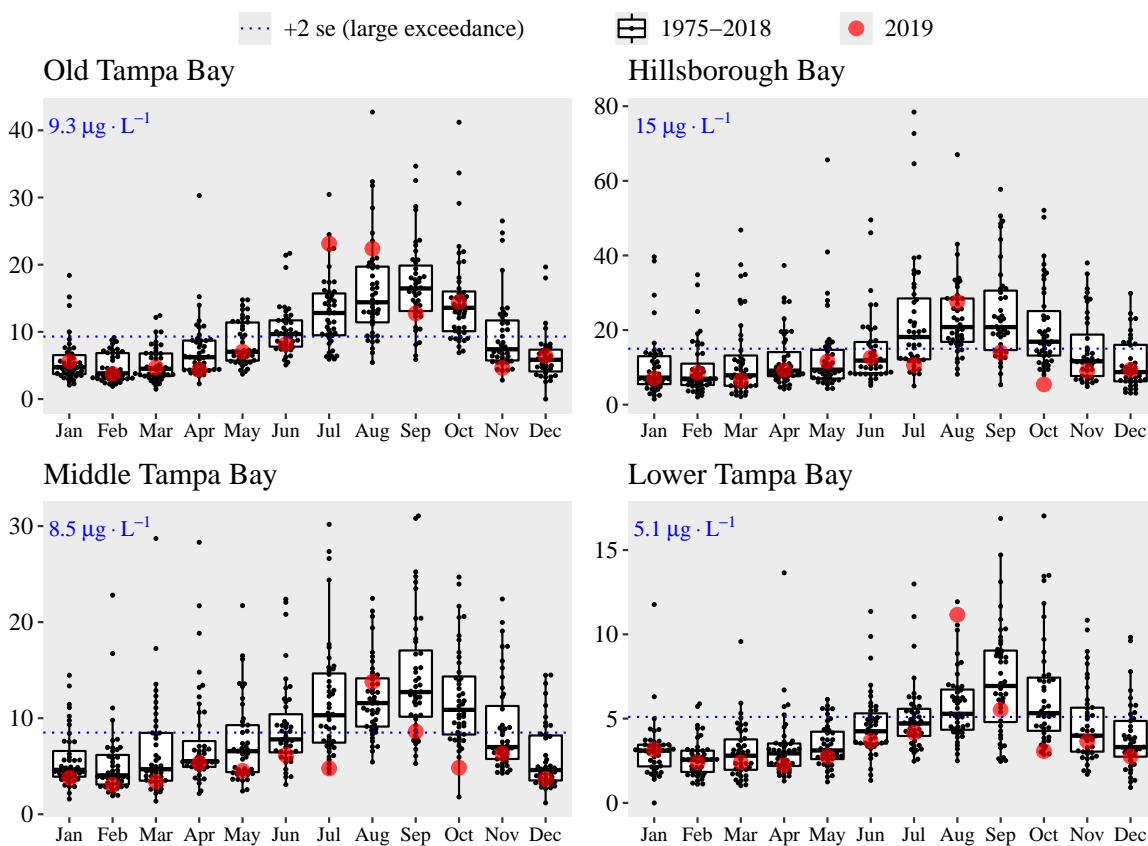 +2 se (large exceedance) 1975−2018 2019
Old Tampa Bay
9.3 μg ⋅ L−1
40
30
20
10
0
Jan Feb Mar Apr May Jun Jul Aug Sep Oct Nov Dec
Hillsborough Bay
15 μg ⋅ L−1
80
60
40
20
0
Jan Feb Mar Apr May Jun Jul Aug Sep Oct Nov Dec
Middle Tampa Bay
8.5 μg ⋅ L−1
30
20
10
0
Jan Feb Mar Apr May Jun Jul Aug Sep Oct Nov Dec
Lower Tampa Bay
5.1 μg ⋅ L−1
15
10
5
0
Jan Feb Mar Apr May Jun Jul Aug Sep Oct Nov Dec